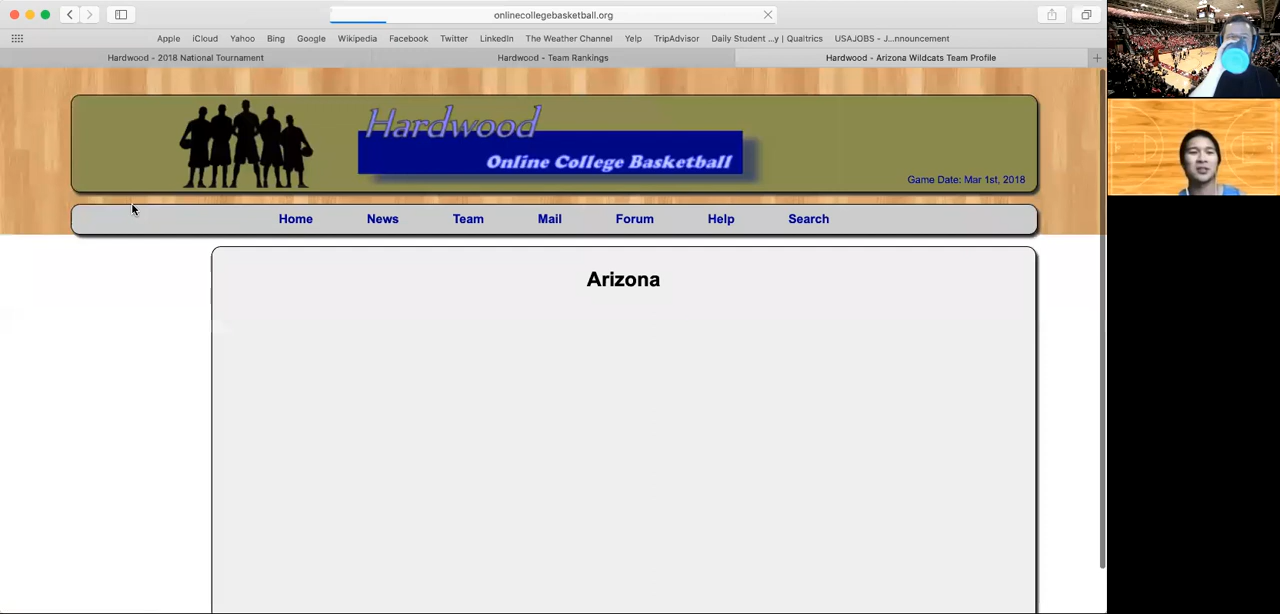 onlinecollegebasketball.org
Apple iCloud Yahoo Bing Google Wikipedia Facebook Twitter LinkedIn The Weather Channel Yelp TripAdvisor Daily Student ...y | Qualtrics USAJOBS - J...nnouncement
Hardwood - 2018 National Tournament Hardwood - Team Rankings Hardwood - Arizona Wildcats Team Profile
Hardwood
Online College Basketball
Game Date: Mar 1st, 2018
Home News Team Mail Forum Help Search
Arizona